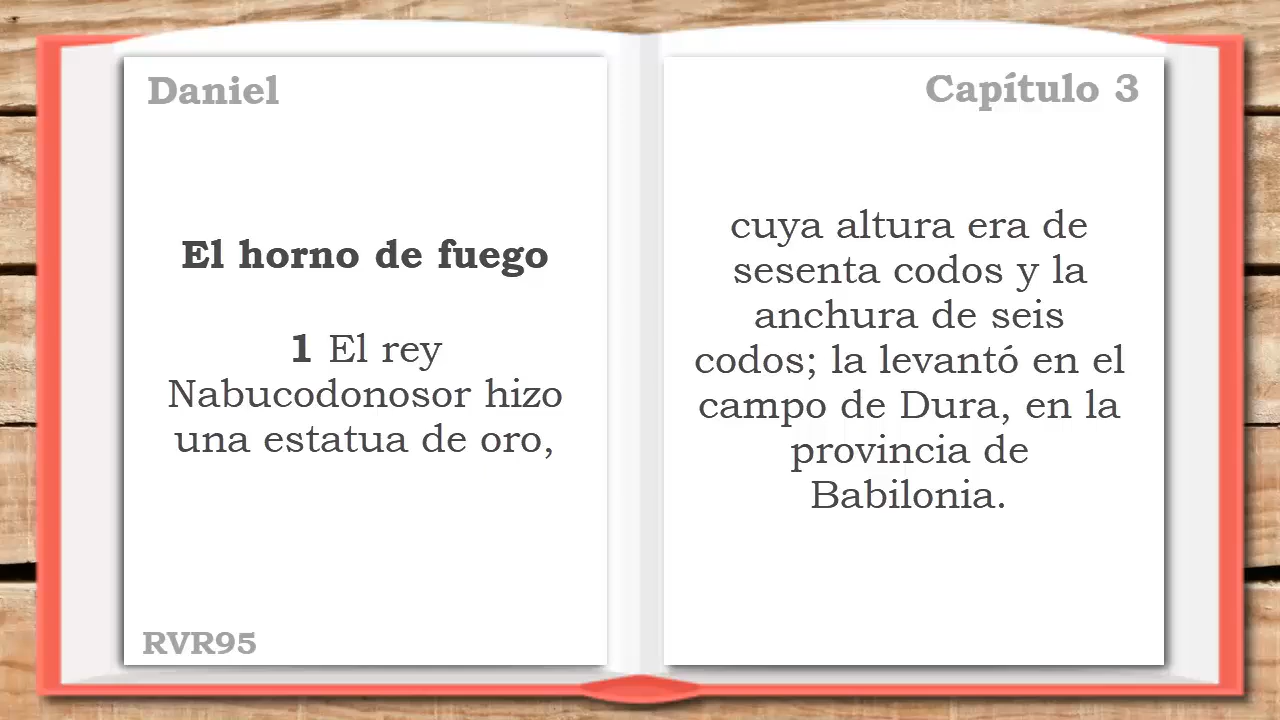 Daniel
El horno de fuego
1 El rey
Nabucodonosor hizo
una estatua de oro,
RVR95
Capítulo 3
cuya altura era de
sesenta codos y la
anchura de seis
codos; la levantó en el
campo de Dura, en la
provincia de
Babilonia.